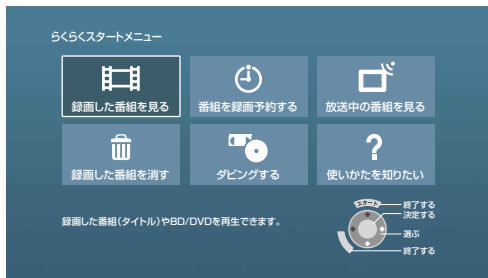 らくらくスタートメニュー
録画した番組を見る
番組を録画予約する
放送中の番組を見る
録画した番組を消す
ダビングする
使いかたを知りたい
録画した番組(タイトル)やBD/DVDを再生できます。
スタート
終了する
決定する
選ぶ
終了する